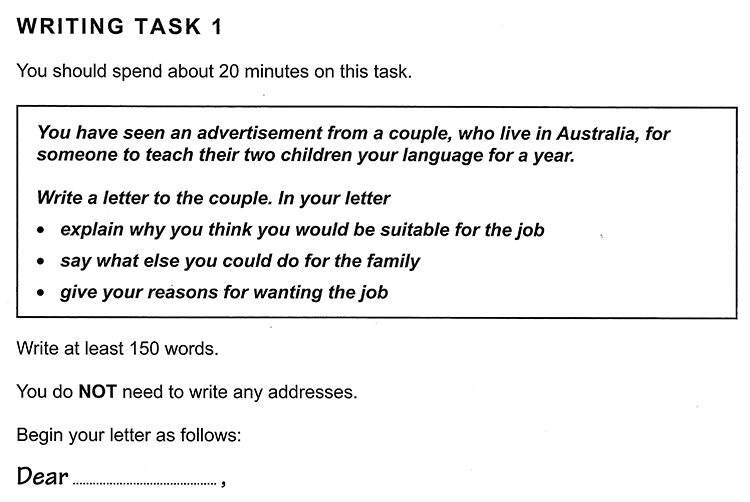 WRITING TASK 1
You should spend about 20 minutes on this task.
You have seen an advertisement from a couple, who live in Australia, for
someone to teach their two children your language for a year.
Write a letter to the couple. In your letter
• explain why you think you would be suitable for the job
• say what else you could do for the family
• give your reasons for wanting the job
Write at least 150 words.
You do NOT need to write any addresses.
Begin your letter as follows:
Dear ............................................ ,